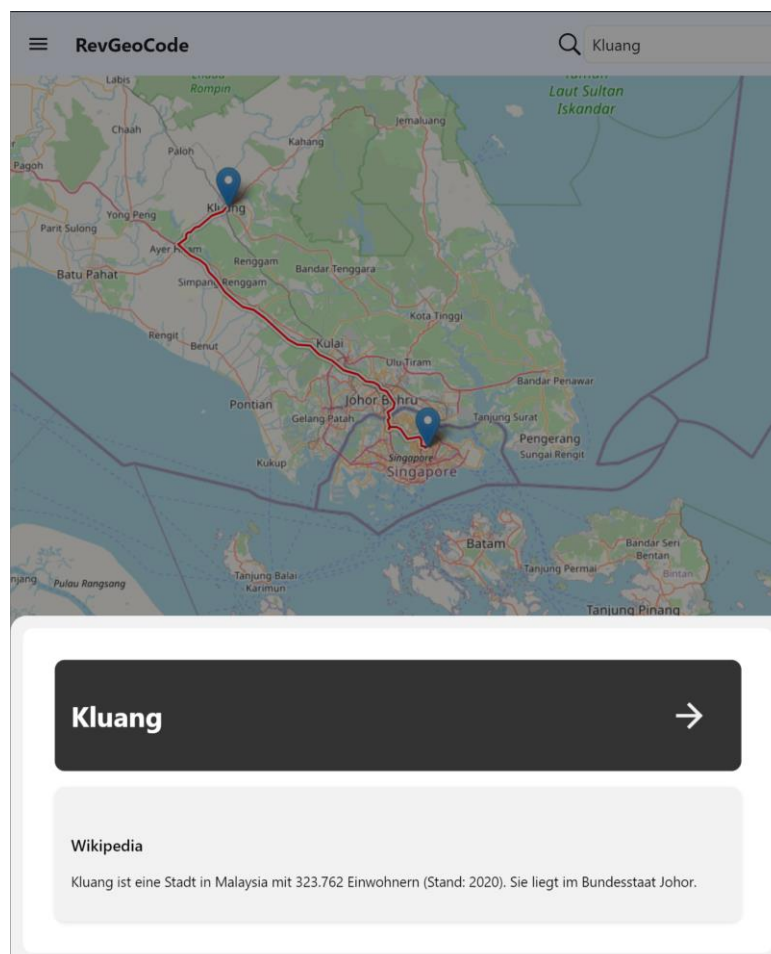 RevGeoCode
Kluang
Labis
Rompin
Laut Sultan
Iskandar
Chaah
Jemaluang
Paloh
Kahang
Pagoh
Kluang
Yong Peng
Parit Sulong
Renggam
Bandar Tenggara
Batu Pahat
Simpang Renggam
Kota Tinggi
Rengit
Benut
Kulai
Ulu Tiram
Bandar Penawar
Pontian
Johor Bahru
Gelang Patah
Tanjung Surat
Pengerang
Sungai Rengit
Kukup
Singapore
Singapore
Batam
Bandar Seri
Bentan
Tanjung Permai
Bintan
Pulau Rangsang
Tanjung Balai
Karimun
Tanjung Pinang
Kluang
Wikipedia
Kluang ist eine Stadt in Malaysia mit 323.762 Einwohnern (Stand: 2020). Sie liegt im Bundesstaat Johor.